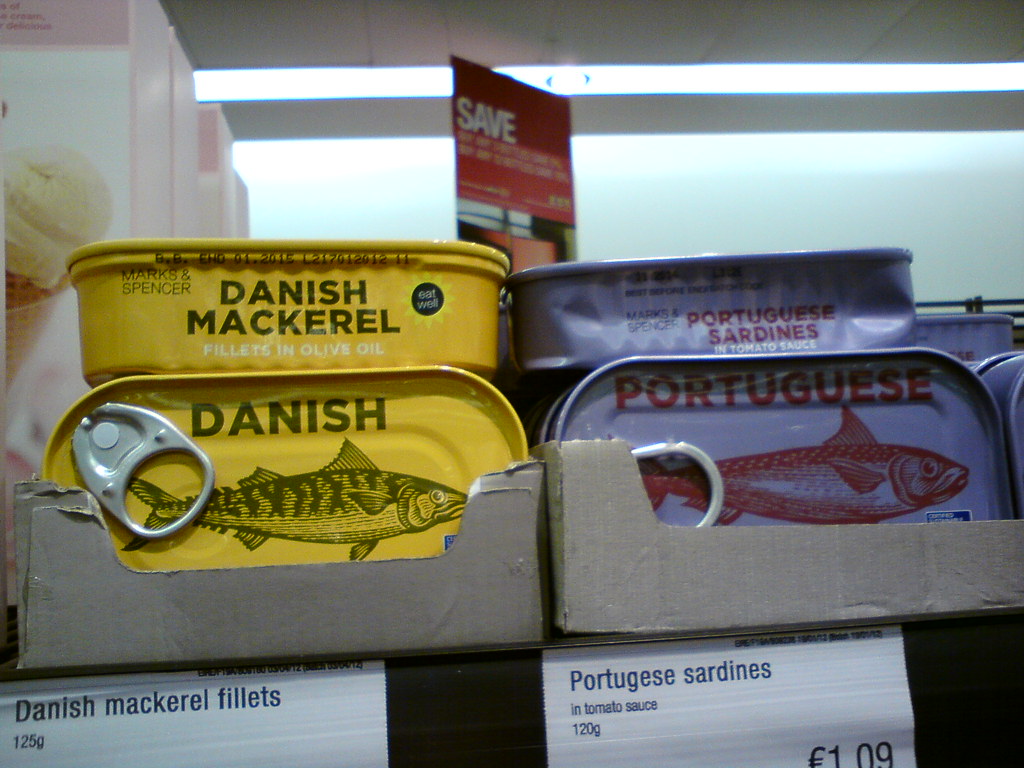 SAVE
B.B. END 01.2015 L217012012 11
MARKS &
SPENCER
DANISH
MACKEREL
FILLETS IN OLIVE OIL
eat
well
DANISH
MARKS &
SPENCER
PORTUGUESE
SARDINES
IN TOMATO SAUCE
PORTUGUESE
CERTIFIED
Danish mackerel fillets
125g
Portugese sardines
in tomato sauce
120g
€1.09